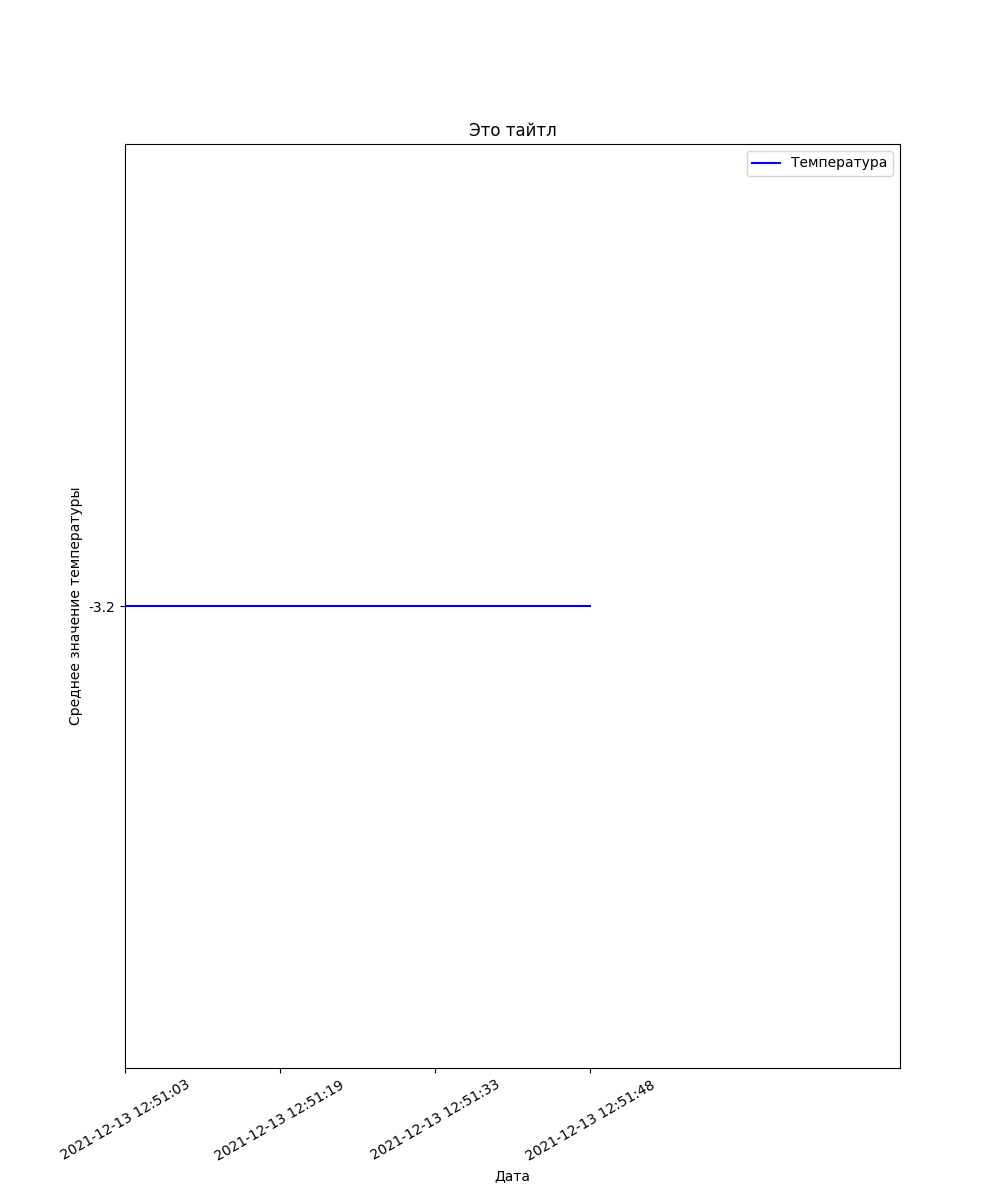 Это тайтл
Температура
Среднее значение температуры
-3.2
2021-12-13 12:51:03
2021-12-13 12:51:19
2021-12-13 12:51:33
2021-12-13 12:51:48
Дата